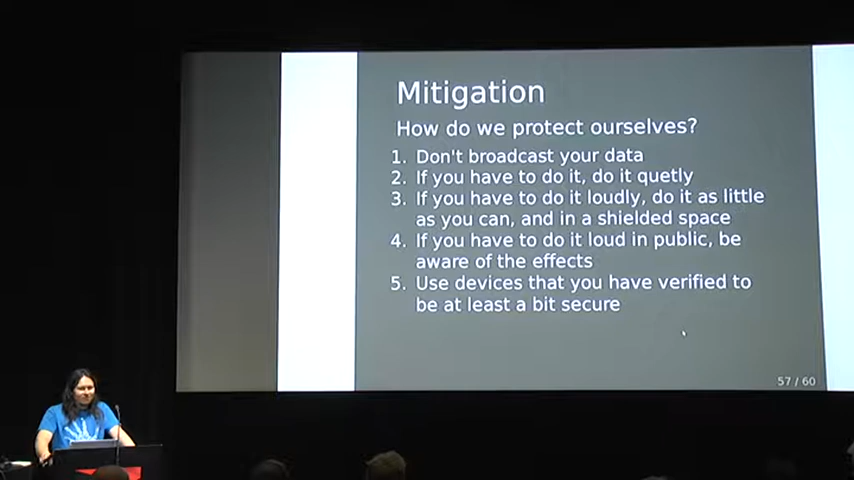 Mitigation
How do we protect ourselves?
1. Don't broadcast your data
2. If you have to do it, do it quetly
3. If you have to do it loudly, do it as little
as you can, and in a shielded space
4. If you have to do it loud in public, be
aware of the effects
5. Use devices that you have verified to
be at least a bit secure
57 / 60